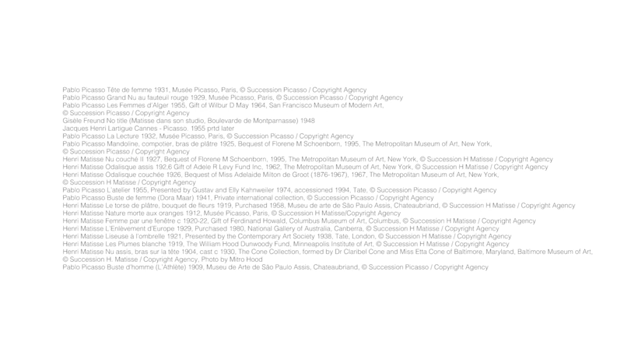 Pablo Picasso Tête de femme 1931, Musée Picasso, Paris, © Succession Picasso / Copyright Agency
Pablo Picasso Grand Nu au fauteuil rouge 1929, Musée Picasso, Paris, © Succession Picasso / Copyright Agency
Pablo Picasso Les Femmes d'Alger 1955, Gift of Wilbur D May 1964, San Francisco Museum of Modern Art,
© Succession Picasso / Copyright Agency
Gisèle Freund No title (Matisse dans son studio, Boulevarde de Montparnasse) 1948
Jacques Henri Lartigue Cannes - Picasso 1955 prtd later
Pablo Picasso La Lecture 1932, Musée Picasso, Paris, © Succession Picasso / Copyright Agency
Pablo Picasso Mandoline, compotier, bras de plâtre 1925, Bequest of Florene M Schoenborn, 1995, The Metropolitan Museum of Art, New York,
© Succession Picasso / Copyright Agency
Henri Matisse Nu couché II 1927, Bequest of Florene M Schoenborn, 1995, The Metropolitan Museum of Art, New York, © Succession H Matisse / Copyright Agency
Henri Matisse Odalisque assis 192,6 Gift of Adele R Levy Fund Inc, 1962, The Metropolitan Museum of Art, New York, © Succession H Matisse / Copyright Agency
Henri Matisse Odalisque couchée 1926, Bequest of Miss Adelaide Milton de Groot (1876-1967), 1967, The Metropolitan Museum of Art, New York,
© Succession H Matisse / Copyright Agency
Pablo Picasso L'atelier 1955, Presented by Gustav and Elly Kahnweiler 1974, accessioned 1994, Tate, © Succession Picasso / Copyright Agency
Pablo Picasso Buste de femme (Dora Maar) 1941, Private international collection, © Succession Picasso / Copyright Agency
Henri Matisse Le torse de plâtre, bouquet de fleurs 1919, Purchased 1958, Museu de arte de São Paulo Assis, Chateaubriand, © Succession H Matisse / Copyright Agency
Henri Matisse Nature morte aux oranges 1912, Musée Picasso, Paris, © Succession H Matisse/Copyright Agency
Henri Matisse Femme par une fenêtre c 1920-22, Gift of Ferdinand Howald, Columbus Museum of Art, Columbus, © Succession H Matisse / Copyright Agency
Henri Matisse L'Enlèvement d'Europe 1929, Purchased 1980, National Gallery of Australia, Canberra, © Succession H Matisse / Copyright Agency
Henri Matisse Liseuse à l'ombrelle 1921, Presented by the Contemporary Art Society 1938, Tate, London, © Succession H Matisse / Copyright Agency
Henri Matisse Les Plumes blanche 1919, The William Hood Dunwoody Fund, Minneapolis Institute of Art, © Succession H Matisse / Copyright Agency
Henri Matisse Nu assis, bras sur la tête 1904, cast c 1930, The Cone Collection, formed by Dr Claribel Cone and Miss Etta Cone of Baltimore, Maryland, Baltimore Museum of Art,
© Succession H. Matisse / Copyright Agency, Photo by Mitro Hood
Pablo Picasso Buste d'homme (L'Athlète) 1909, Museu de Arte de São Paulo Assis, Chateaubriand, © Succession Picasso / Copyright Agency